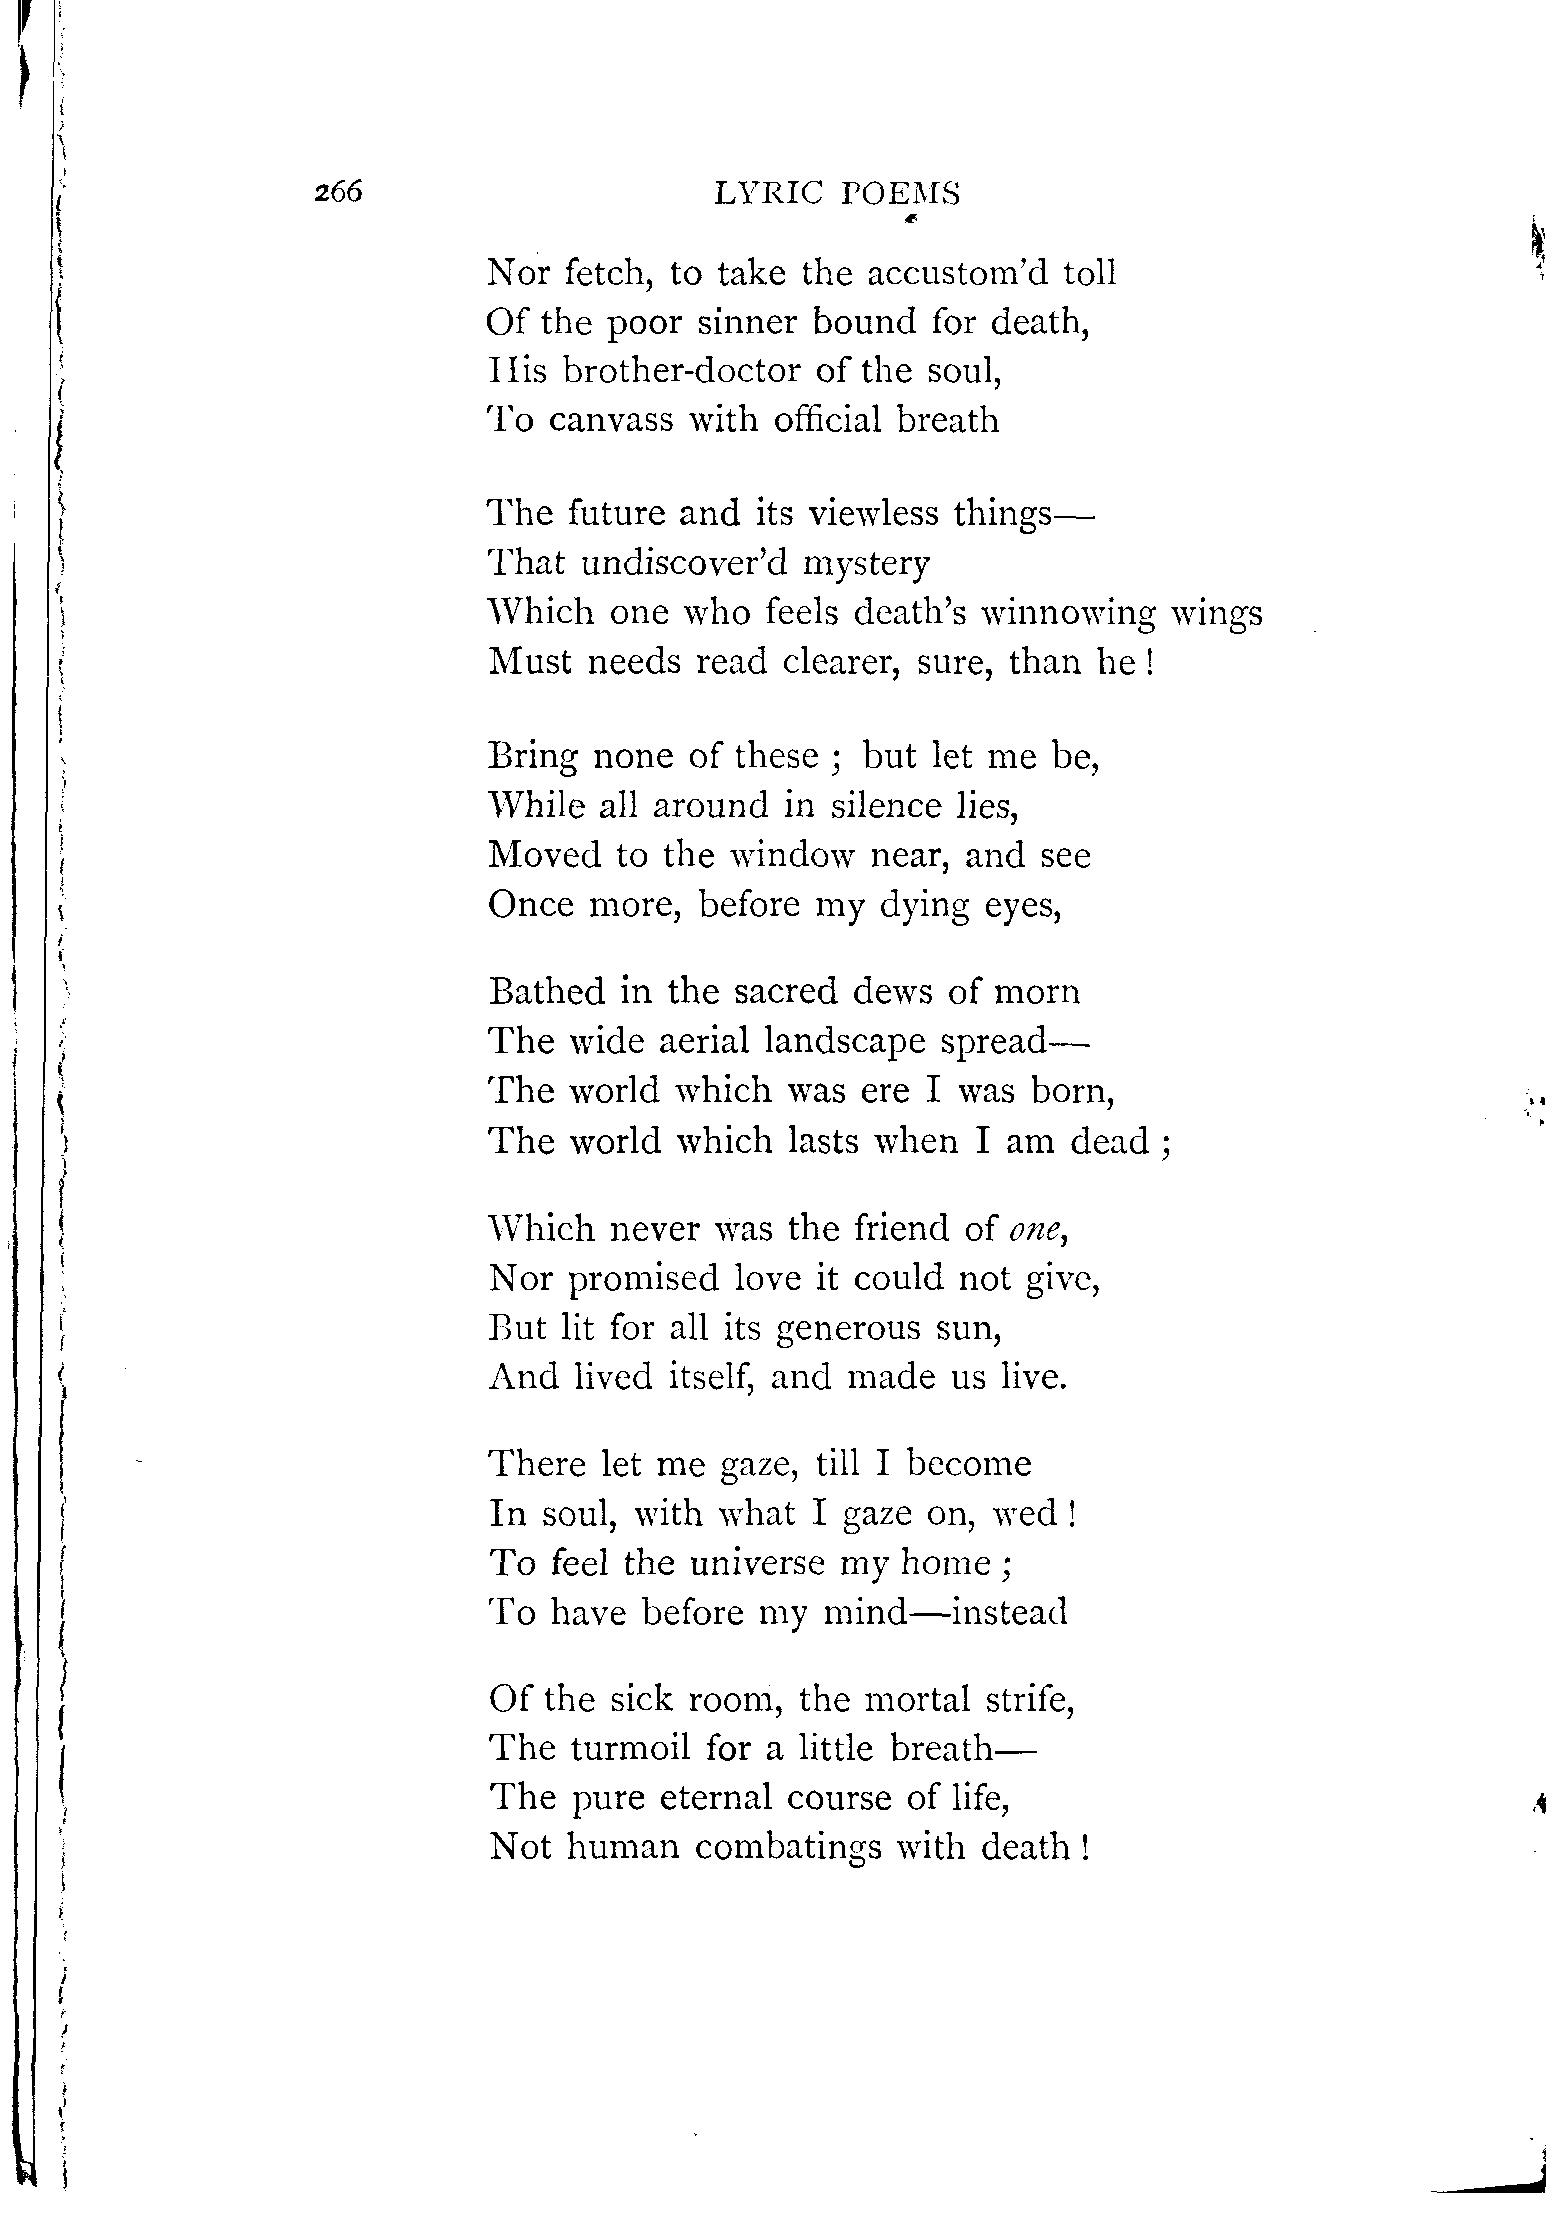 266 LYRIC POEMS
Nor fetch, to take the accustom'd toll
Of the poor sinner bound for death,
His brother-doctor of the soul,
To canvass with official breath
The future and its viewless things—
That undiscover'd mystery
Which one who feels death's winnowing wings
Must needs read clearer, sure, than he !
Bring none of these ; but let me be,
While all around in silence lies,
Moved to the window near, and see
Once more, before my dying eyes,
Bathed in the sacred dews of morn
The wide aerial landscape spread—
The world which was ere I was born,
The world which lasts when I am dead ;
Which never was the friend of one,
Nor promised love it could not give,
But lit for all its generous sun,
And lived itself, and made us live.
There let me gaze, till I become
In soul, with what I gaze on, wed !
To feel the universe my home ;
To have before my mind—instead
Of the sick room, the mortal strife,
The turmoil for a little breath—
The pure eternal course of life,
Not human combatings with death !